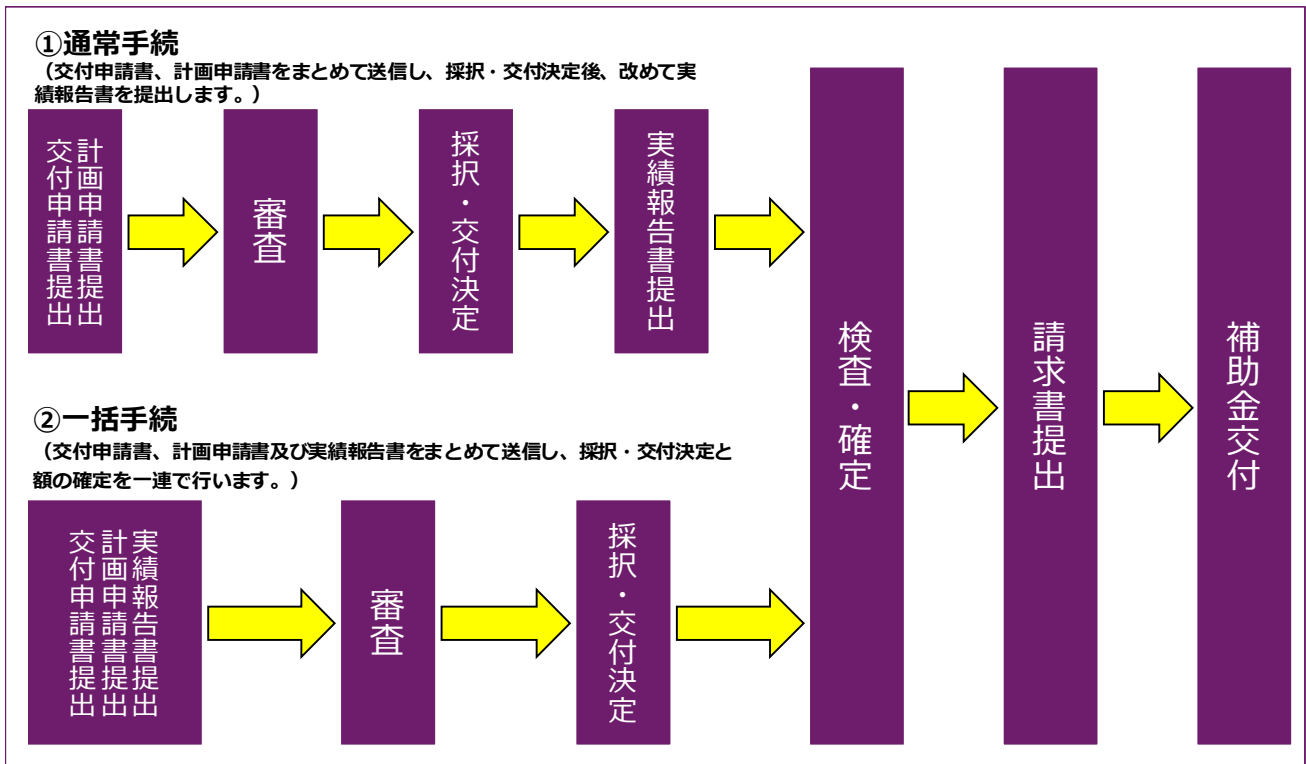 ①通常手続
（交付申請書、計画申請書をまとめて送信し、採択・交付決定後、改めて実
績報告書を提出します。）
計画申請書提出
交付申請書提出
審査
採択・交付決定
実績報告書提出
②一括手続
（交付申請書、計画申請書及び実績報告書をまとめて送信し、採択・交付決定と
額の確定を一連で行います。）
実績報告書提出
計画申請書提出
交付申請書提出
審査
採択・交付決定
検査・確定
請求書提出
補助金交付